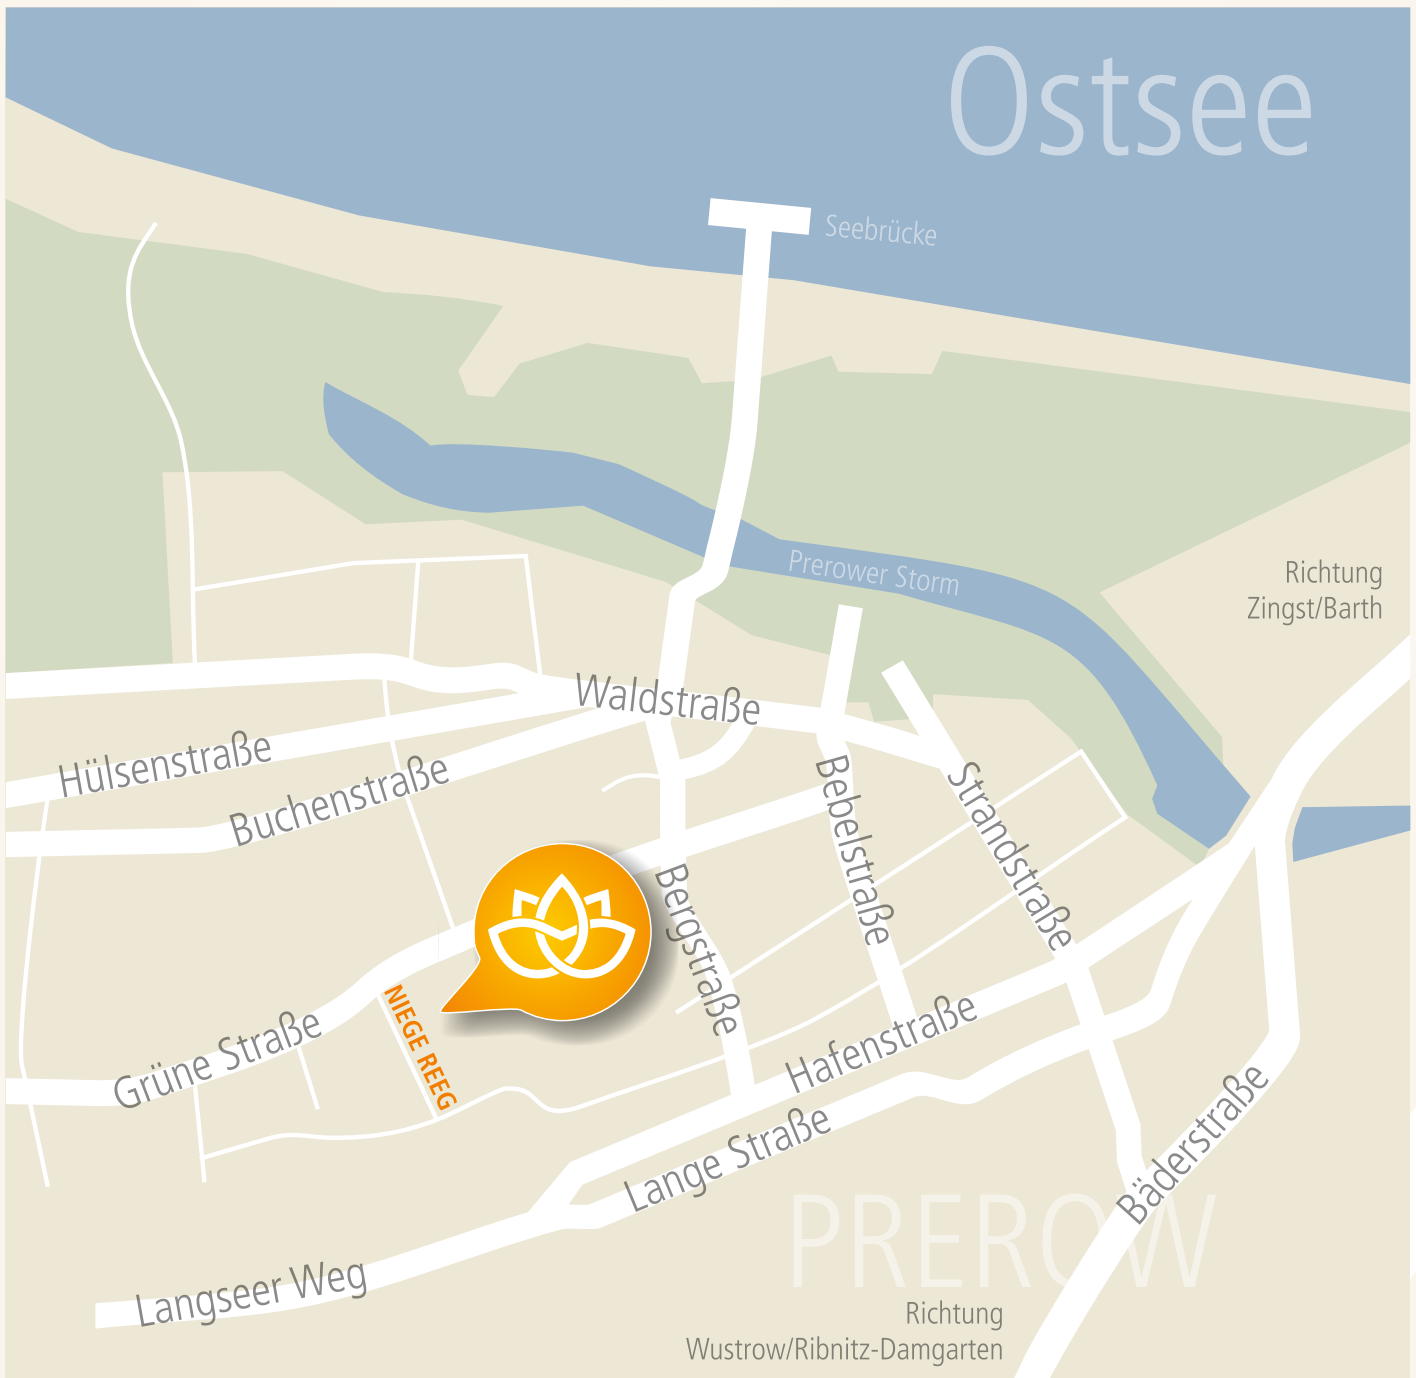 Ostsee
Seebrücke
Prerower Storm
Richtung
Zingst/Barth
Waldstraße
Hülsenstraße
Buchenstraße
Bebelstraße
Strandstraße
Bergstraße
NIEGE REEG
Grüne Straße
Hafenstraße
Lange Straße
Bäderstraße
PREROW
Langseer Weg
Richtung
Wustrow/Ribnitz-Damgarten